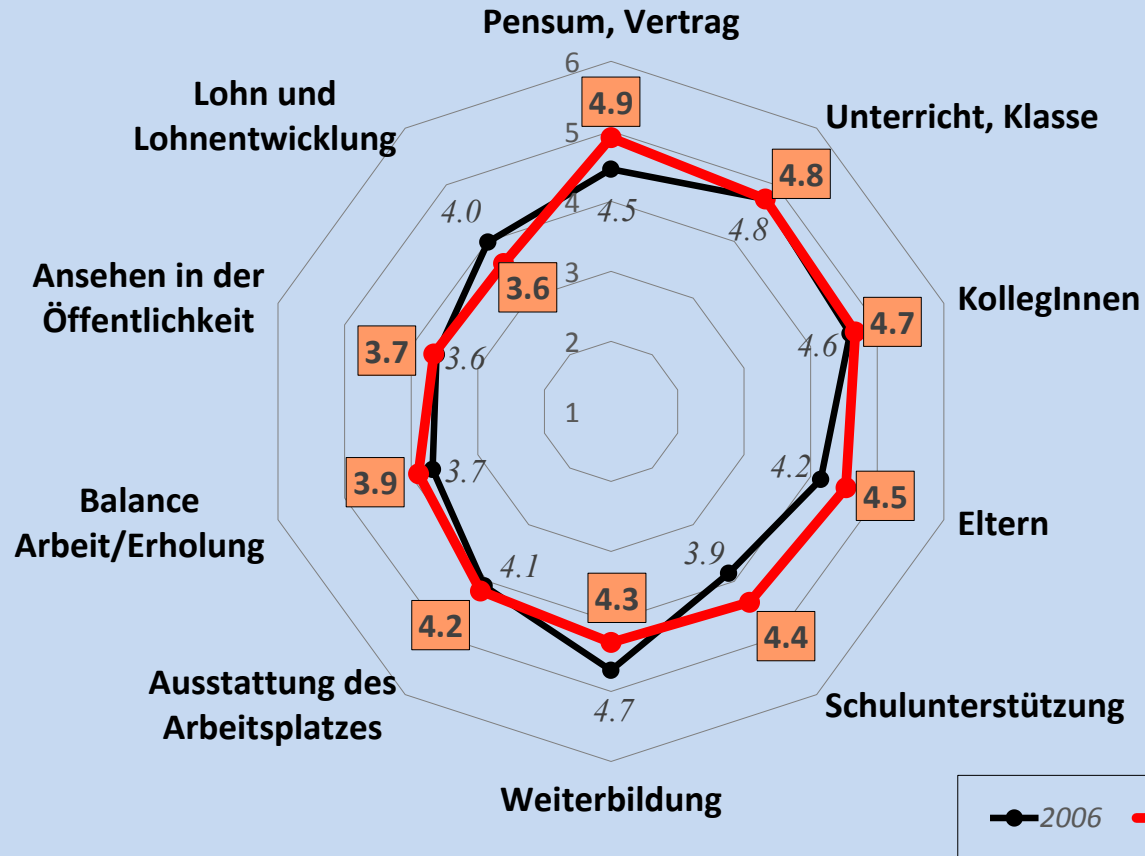 Pensum, Vertrag
6
Lohn und
Lohnentwicklung
4.9
Unterricht, Klasse
5
4.8
4.0
4
4.5
4.8
Ansehen in der
Öffentlichkeit
3.6
3
KollegInnen
4.7
3.7
3.6
4.6
2
1
4.2
3.9
3.7
4.5
Balance
Arbeit/Erholung
Eltern
4.1
3.9
4.3
4.2
4.4
Ausstattung des
Arbeitsplatzes
4.7
Schulunterstützung
Weiterbildung
2006